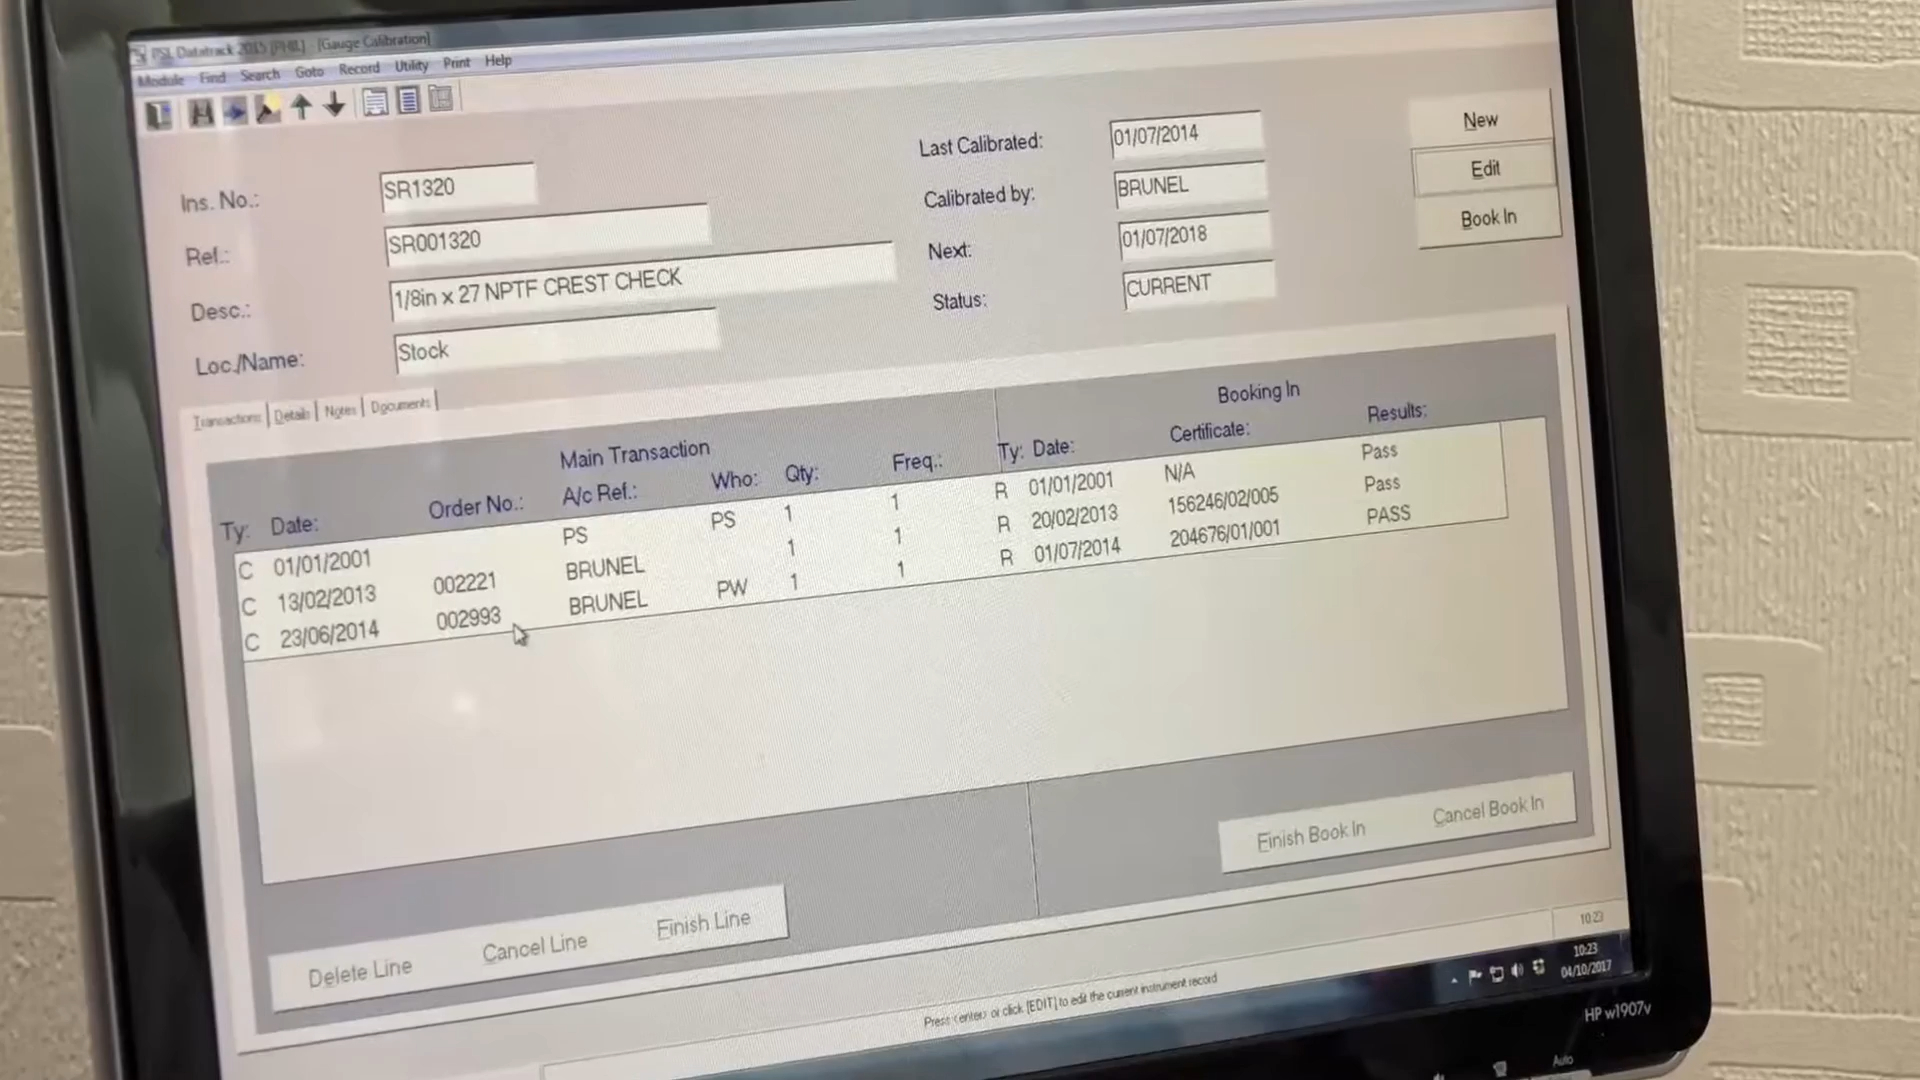 PSL Datatrack 2015 [PHIL] - [Gauge Calibration]
Module Find Search Goto Record Utility Print Help
Ins. No.: SR1320
Ref.: SR001320
Desc.: 1/8in x 27 NPTF CREST CHECK
Loc./Name: Stock
Last Calibrated: 01/07/2014
Calibrated by: BRUNEL
Next: 01/07/2018
Status: CURRENT
New
Edit
Book In
Transactions Details Notes Documents
Main Transaction
Booking In
Ty: Date: Order No.: A/c Ref.: Who: Qty: Freq.: Ty: Date: Certificate: Results:
C 01/01/2001 PS PS 1 1 R 01/01/2001 N/A Pass
C 13/02/2013 002221 BRUNEL 1 1 R 20/02/2013 156246/02/005 Pass
C 23/06/2014 002993 BRUNEL PW 1 1 R 01/07/2014 204676/01/001 PASS
Delete Line Cancel Line Finish Line
Finish Book In Cancel Book In
Press <enter> or click [EDIT] to edit the current instrument record
10:23
10:23
04/10/2017
HP w1907v
Auto